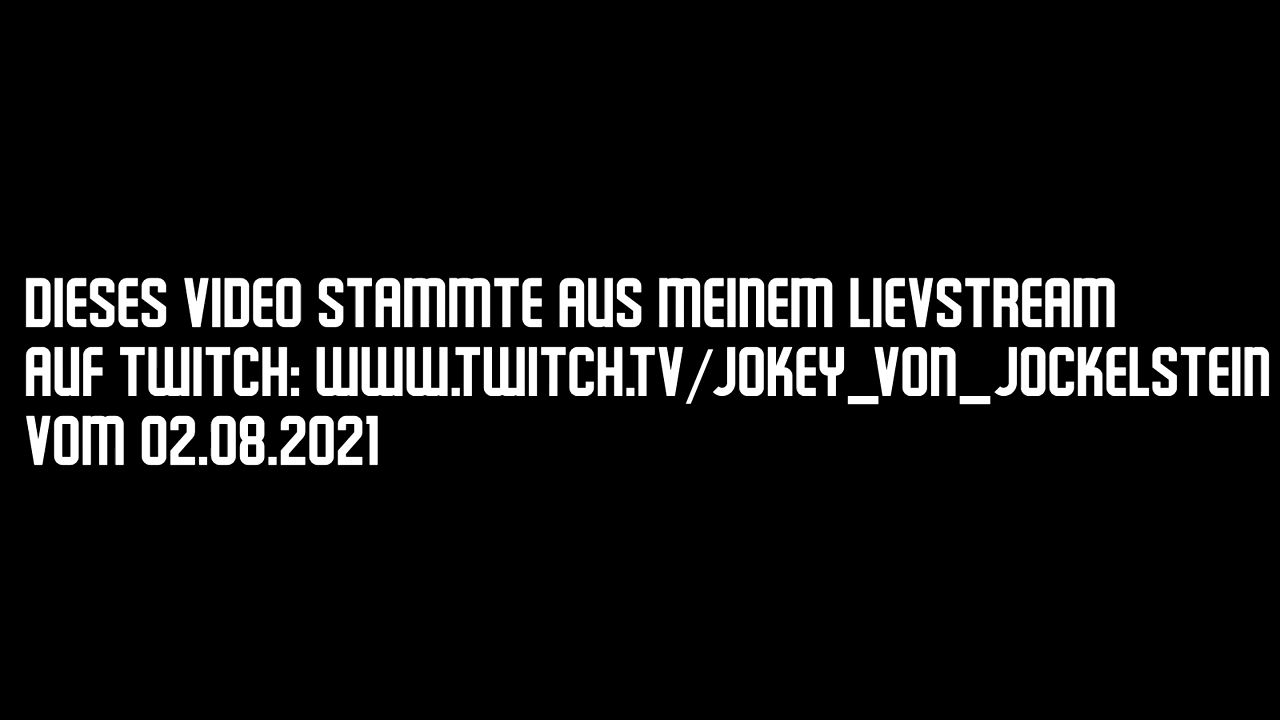 DIESES VIDEO STAMMTE AUS MEINEM LIEVSTREAM
AUF TWITCH: WWW.TWITCH.TV/JOKEY_VON_JOCKELSTEIN
VOM 02.08.2021